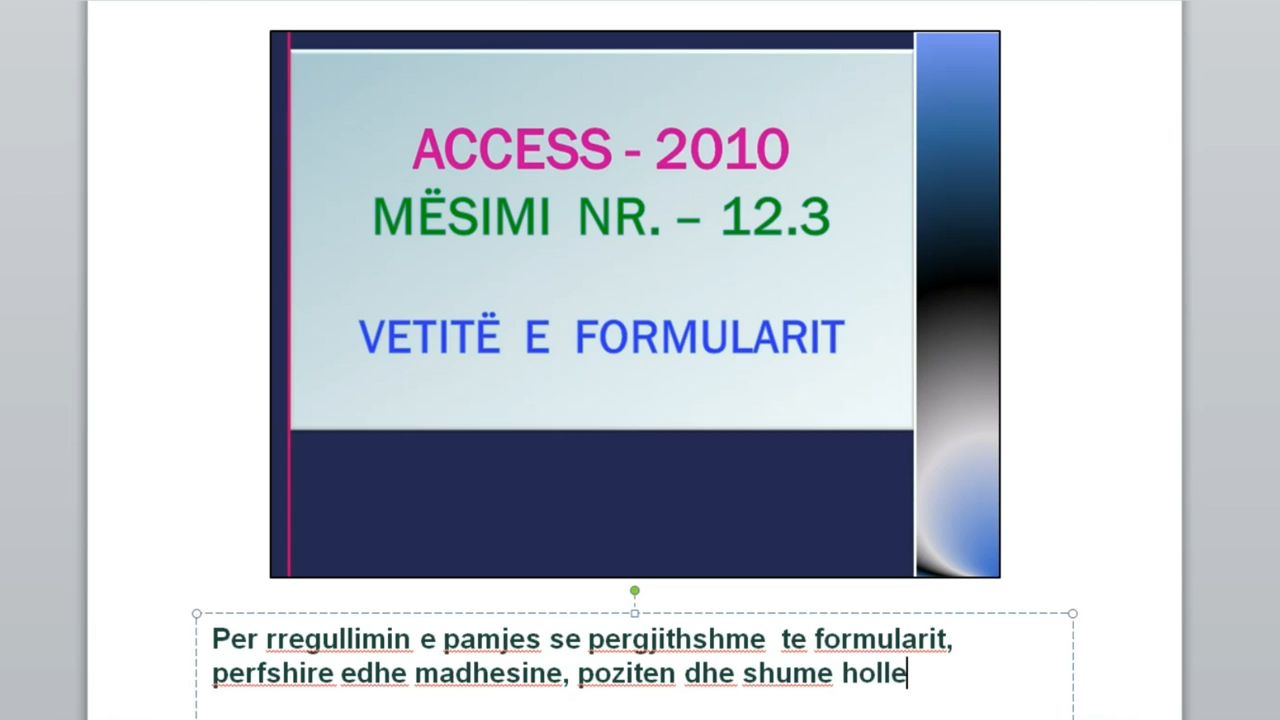 ACCESS - 2010
MËSIMI NR. – 12.3
VETITË E FORMULARIT
Per rregullimin e pamjes se pergjithshme te formularit,
perfshire edhe madhesine, poziten dhe shume holle